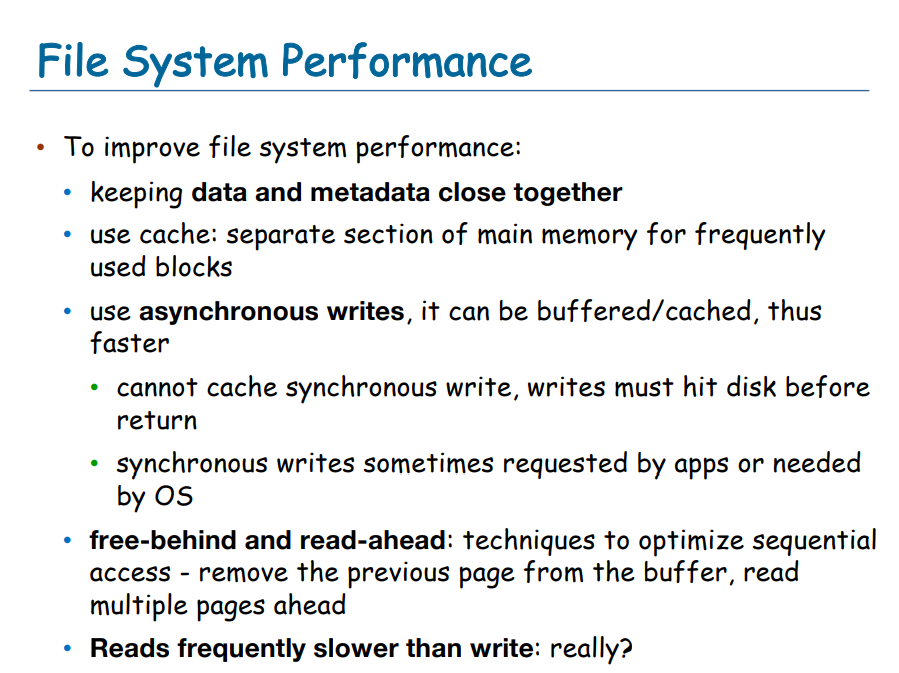 File System Performance
• To improve file system performance:
• keeping data and metadata close together
• use cache: separate section of main memory for frequently
used blocks
• use asynchronous writes, it can be buffered/cached, thus
faster
• cannot cache synchronous write, writes must hit disk before
return
• synchronous writes sometimes requested by apps or needed
by OS
• free-behind and read-ahead: techniques to optimize sequential
access - remove the previous page from the buffer, read
multiple pages ahead
• Reads frequently slower than write: really?